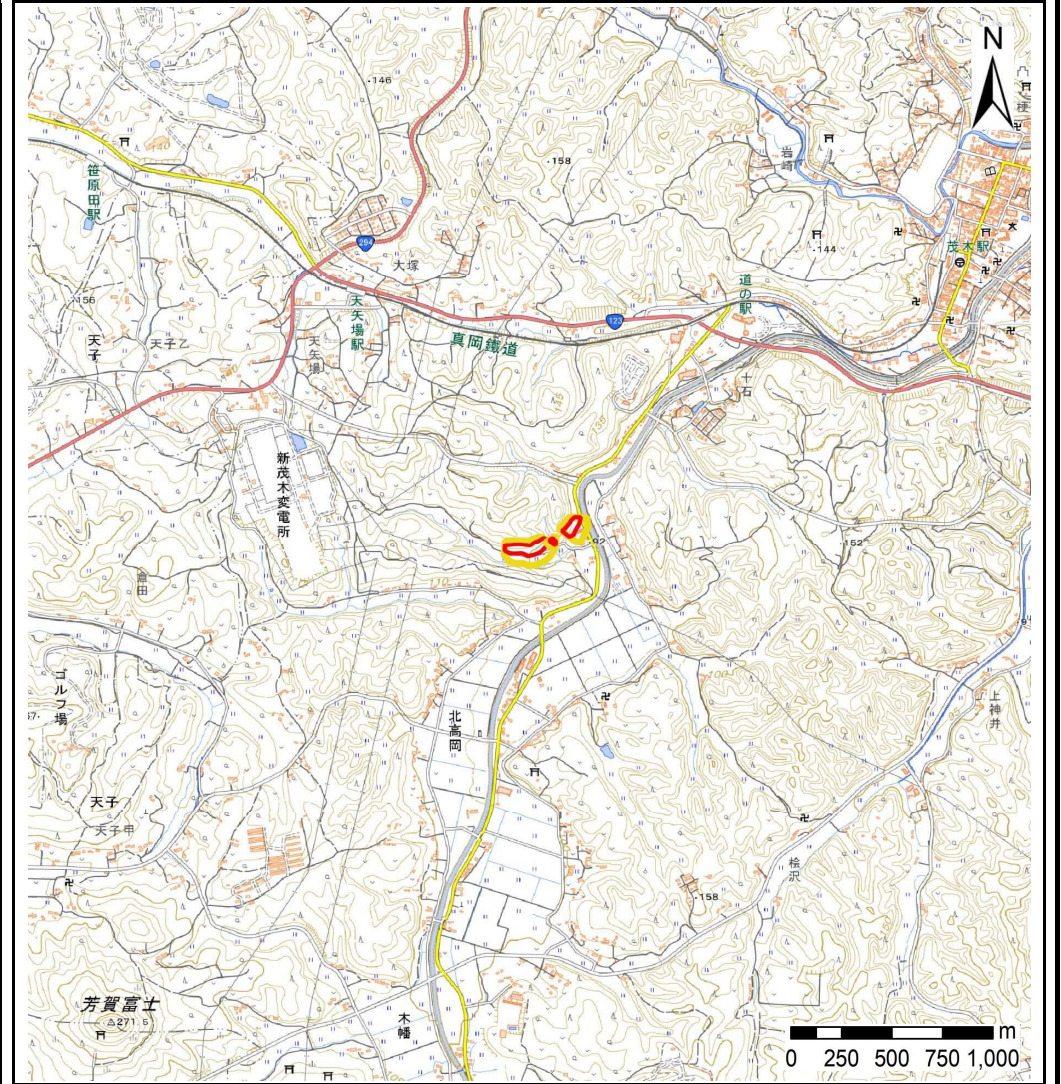 N
・146
・158
笹原田駅
岩崎
294
大塚
・144
茂木駅
道の駅
天矢場駅
・156
123
真岡鐵道
天子
天子乙
天矢場
十石
新茂木変電所
・92
・152
倉田
ゴルフ場
上神井
北高岡
天子
天子甲
桧沢
・158
芳賀富士
△271.5
木幡
m
0 250 500 750 1,000